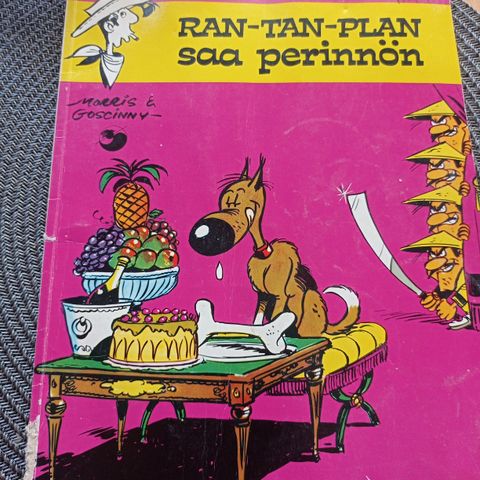 RAN-TAN-PLAN
saa perinnön
MORRIS &
GOSCINNY